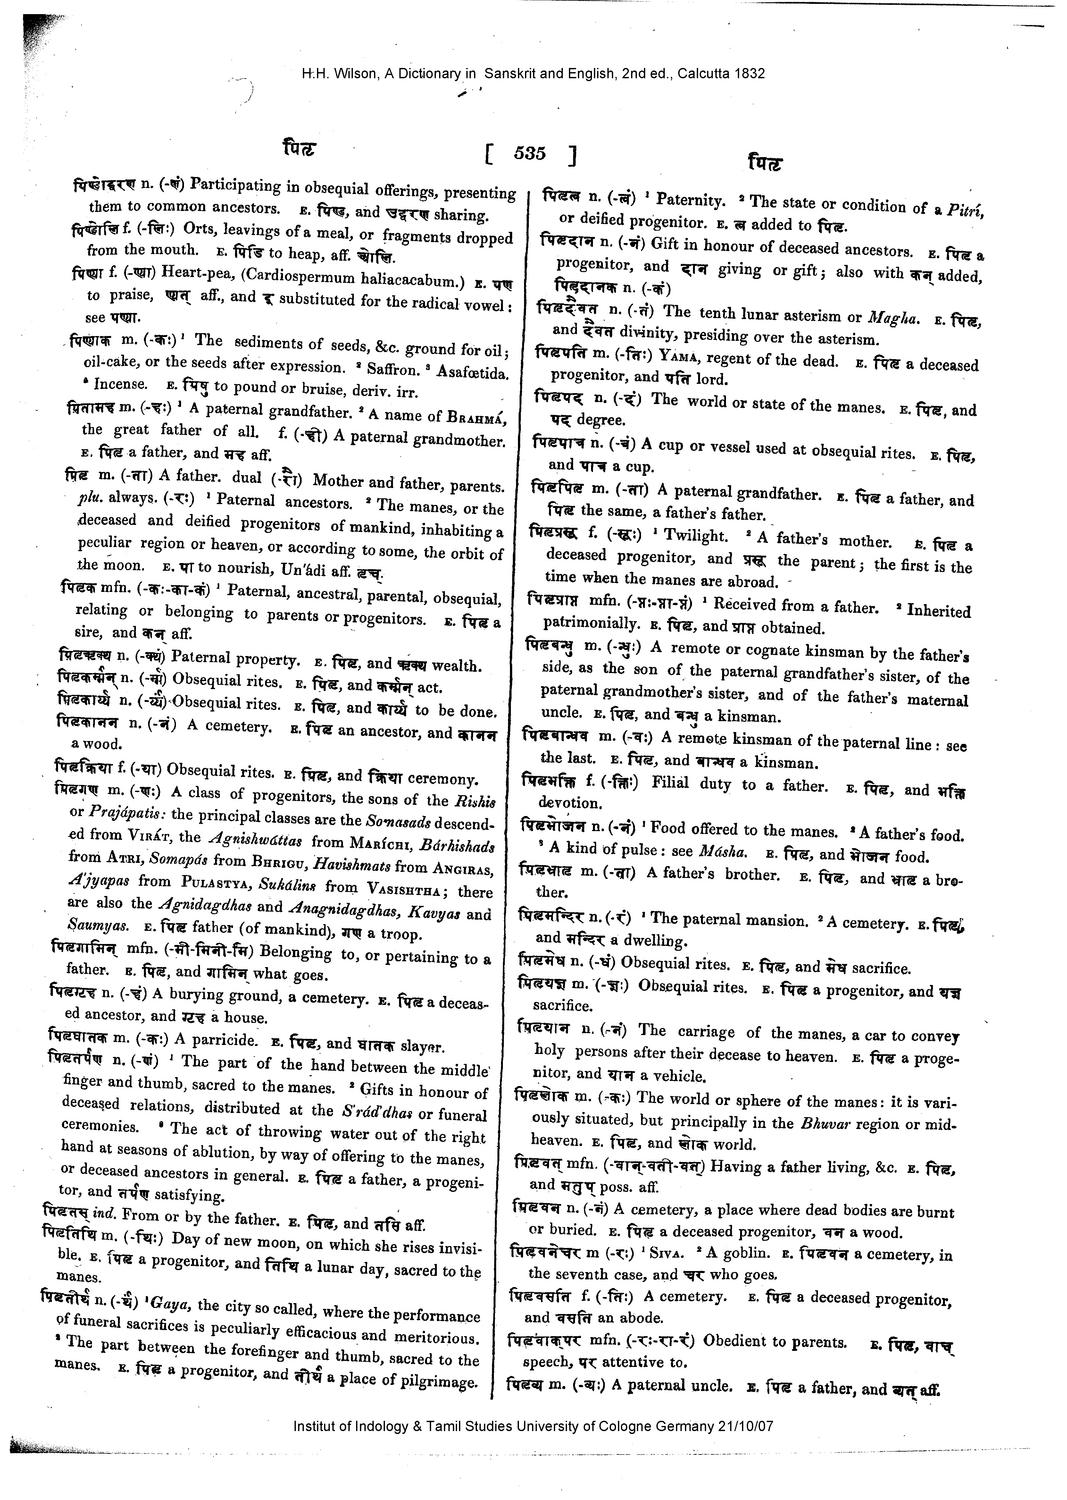 H.H. Wilson, A Dictionary in Sanskrit and English, 2nd ed., Calcutta 1832
पितृ
[ 535 ]
पितृ
पिण्डोद्धरण n. (-णं) Participating in obsequial offerings, presenting
them to common ancestors. E. पिण्ड, and उद्धरण sharing.
पिण्डोलि f. (-लिः) Orts, leavings of a meal, or fragments dropped
from the mouth. E. पिडि to heap, aff. ओलि.
पिण्या f. (-ण्या) Heart-pea, (Cardiospermum haliacacabum.) E. पण
to praise, ण्यत् aff., and इ substituted for the radical vowel:
see पण्या.
पिण्याक m. (-कः) ¹ The sediments of seeds, &c. ground for oil;
oil-cake, or the seeds after expression. ² Saffron. ³ Asafœtida.
⁴ Incense. E. पिषॢ to pound or bruise, deriv. irr.
पितामह m. (-हः) ¹ A paternal grandfather. ² A name of BRAHMÁ,
the great father of all. f. (-ही) A paternal grandmother.
E. पितृ a father, and मह aff.
पितृ m. (-ता) A father. dual (-रौ) Mother and father, parents.
plu. always. (-रः) ¹ Paternal ancestors. ² The manes, or the
deceased and deified progenitors of mankind, inhabiting a
peculiar region or heaven, or according to some, the orbit of
the moon. E. पा to nourish, Un'ádi aff. तृच्.
पितृक mfn. (-कः-का-कं) ¹ Paternal, ancestral, parental, obsequial,
relating or belonging to parents or progenitors. E. पितृ a
sire, and कन् aff.
पितृऋक्थ n. (-क्थं) Paternal property. E. पितृ, and ऋक्थ wealth.
पितृकर्म्मन् n. (-र्म्म) Obsequial rites. E. पितृ, and कर्म्मन् act.
पितृकार्य्य n. (-र्य्यं) Obsequial rites. E. पितृ, and कार्य्य to be done.
पितृकानन n. (-नं) A cemetery. E. पितृ an ancestor, and कानन
a wood.
पितृक्रिया f. (-या) Obsequial rites. E. पितृ, and क्रिया ceremony.
पितृगण m. (-णः) A class of progenitors, the sons of the Rishis
or Prajápatis: the principal classes are the Somasads descend-
ed from VIRÁT, the Agnishwáttas from MARÍCHI, Bárhishads
from ATRI, Somapás from BHRIGU, Havishmats from ANGIRAS,
A'jyapas from PULASTYA, Sukálins from VASISHTHA; there
are also the Agnidagdhas and Anagnidagdhas, Kavyas and
Saumyas. E. पितृ father (of mankind), गण a troop.
पितृगामिन् mfn. (-मी-मिनी-मि) Belonging to, or pertaining to a
father. E. पितृ, and गामिन् what goes.
पितृगृह n. (-हं) A burying ground, a cemetery. E. पितृ a deceas-
ed ancestor, and गृह a house.
पितृघातक m. (-कः) A parricide. E. पितृ, and घातक slayer.
पितृतर्पण n. (-णं) ¹ The part of the hand between the middle
finger and thumb, sacred to the manes. ² Gifts in honour of
deceased relations, distributed at the S'rád'dhas or funeral
ceremonies. ³ The act of throwing water out of the right
hand at seasons of ablution, by way of offering to the manes,
or deceased ancestors in general. E. पितृ a father, a progeni-
tor, and तर्पण satisfying.
पितृतस् ind. From or by the father. E. पितृ, and तसि aff.
पितृतिथि m. (-थिः) Day of new moon, on which she rises invisi-
ble. E. पितृ a progenitor, and तिथि a lunar day, sacred to the
manes.
पितृतीर्थ n. (-र्थं) ¹ Gaya, the city so called, where the performance
of funeral sacrifices is peculiarly efficacious and meritorious.
² The part between the forefinger and thumb, sacred to the
manes. E. पितृ a progenitor, and तीर्थ a place of pilgrimage.
पितृत्व n. (-त्वं) ¹ Paternity. ² The state or condition of a Pitrí,
or deified progenitor. E. त्व added to पितृ.
पितृदान n. (-नं) Gift in honour of deceased ancestors. E. पितृ a
progenitor, and दान giving or gift; also with कन् added,
पितृदानक n. (-कं)
पितृदैवत n. (-तं) The tenth lunar asterism or Magha. E. पितृ,
and दैवत divinity, presiding over the asterism.
पितृपति m. (-तिः) YAMA, regent of the dead. E. पितृ a deceased
progenitor, and पति lord.
पितृपद n. (-दं) The world or state of the manes. E. पितृ, and
पद degree.
पितृपात्र n. (-त्रं) A cup or vessel used at obsequial rites. E. पितृ,
and पात्र a cup.
पितृपितृ m. (-ता) A paternal grandfather. E. पितृ a father, and
पितृ the same, a father's father.
पितृप्रसू f. (-सूः) ¹ Twilight. ² A father's mother. E. पितृ a
deceased progenitor, and प्रसू the parent; the first is the
time when the manes are abroad.
पितृप्राप्त mfn. (-प्तः-प्ता-प्तं) ¹ Received from a father. ² Inherited
patrimonially. E. पितृ, and प्राप्त obtained.
पितृबन्धु m. (-न्धुः) A remote or cognate kinsman by the father's
side, as the son of the paternal grandfather's sister, of the
paternal grandmother's sister, and of the father's maternal
uncle. E. पितृ, and बन्धु a kinsman.
पितृबान्धव m. (-वः) A remote kinsman of the paternal line: see
the last. E. पितृ, and बान्धव a kinsman.
पितृभक्ति f. (-क्तिः) Filial duty to a father. E. पितृ, and भक्ति
devotion.
पितृभोजन n. (-नं) ¹ Food offered to the manes. ² A father's food.
³ A kind of pulse: see Másha. E. पितृ, and भोजन food.
पितृभ्रातृ m. (-ता) A father's brother. E. पितृ, and भ्रातृ a bro-
ther.
पितृमन्दिर n. (-रं) ¹ The paternal mansion. ² A cemetery. E. पितृ,
and मन्दिर a dwelling.
पितृमेध n. (-धं) Obsequial rites. E. पितृ, and मेध sacrifice.
पितृयज्ञ m. (-ज्ञः) Obsequial rites. E. पितृ a progenitor, and यज्ञ
sacrifice.
पितृयान n. (-नं) The carriage of the manes, a car to convey
holy persons after their decease to heaven. E. पितृ a proge-
nitor, and यान a vehicle.
पितृलोक m. (-कः) The world or sphere of the manes: it is vari-
ously situated, but principally in the Bhuvar region or mid-
heaven. E. पितृ, and लोक world.
पितृवत् mfn. (-वान्-वती-वत्) Having a father living, &c. E. पितृ,
and मतुप् poss. aff.
पितृवन n. (-नं) A cemetery, a place where dead bodies are burnt
or buried. E. पितृ a deceased progenitor, वन a wood.
पितृवनेचर m (-रः) ¹ SIVA. ² A goblin. E. पितृवन a cemetery, in
the seventh case, and चर who goes.
पितृवसति f. (-तिः) A cemetery. E. पितृ a deceased progenitor,
and वसति an abode.
पितृवाक्पर mfn. (-रः-रा-रं) Obedient to parents. E. पितृ, वाच्
speech, पर attentive to.
पितृव्य m. (-व्यः) A paternal uncle. E. पितृ a father, and व्यत् aff.
Institut of Indology & Tamil Studies University of Cologne Germany 21/10/07